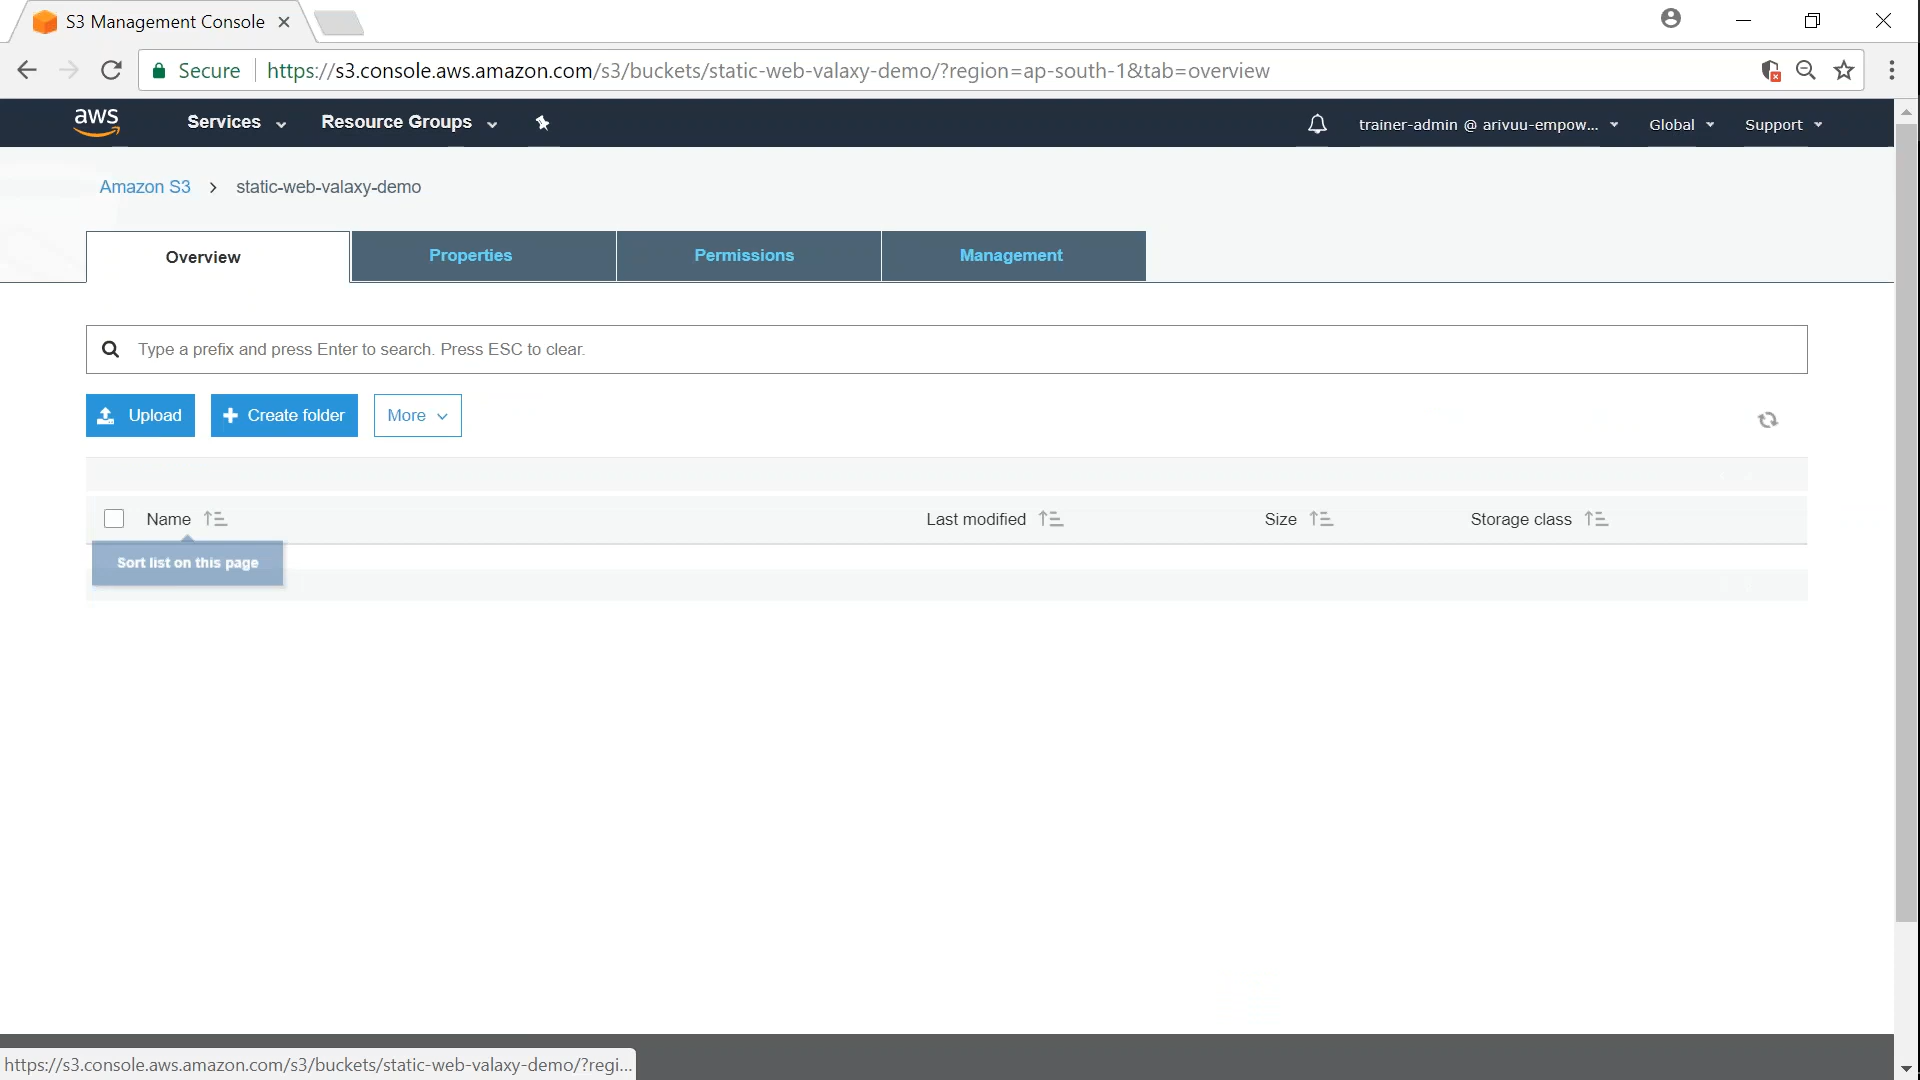 S3 Management Console
Secure https://s3.console.aws.amazon.com/s3/buckets/static-web-valaxy-demo/?region=ap-south-1&tab=overview
aws Services Resource Groups trainer-admin @ arivuu-empow... Global Support
Amazon S3 > static-web-valaxy-demo
Overview Properties Permissions Management
Type a prefix and press Enter to search. Press ESC to clear.
Upload + Create folder More
Name Last modified Size Storage class
Sort list on this page
https://s3.console.aws.amazon.com/s3/buckets/static-web-valaxy-demo/?regi...